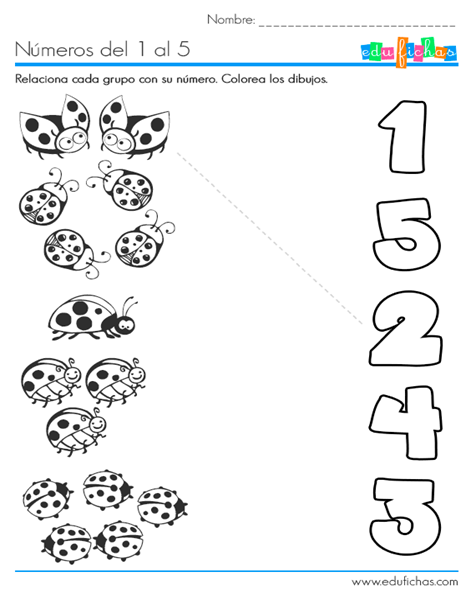 Nombre: ____________________________
Números del 1 al 5
edufichas
Relaciona cada grupo con su número. Colorea los dibujos.
1
5
2
4
3
www.edufichas.com